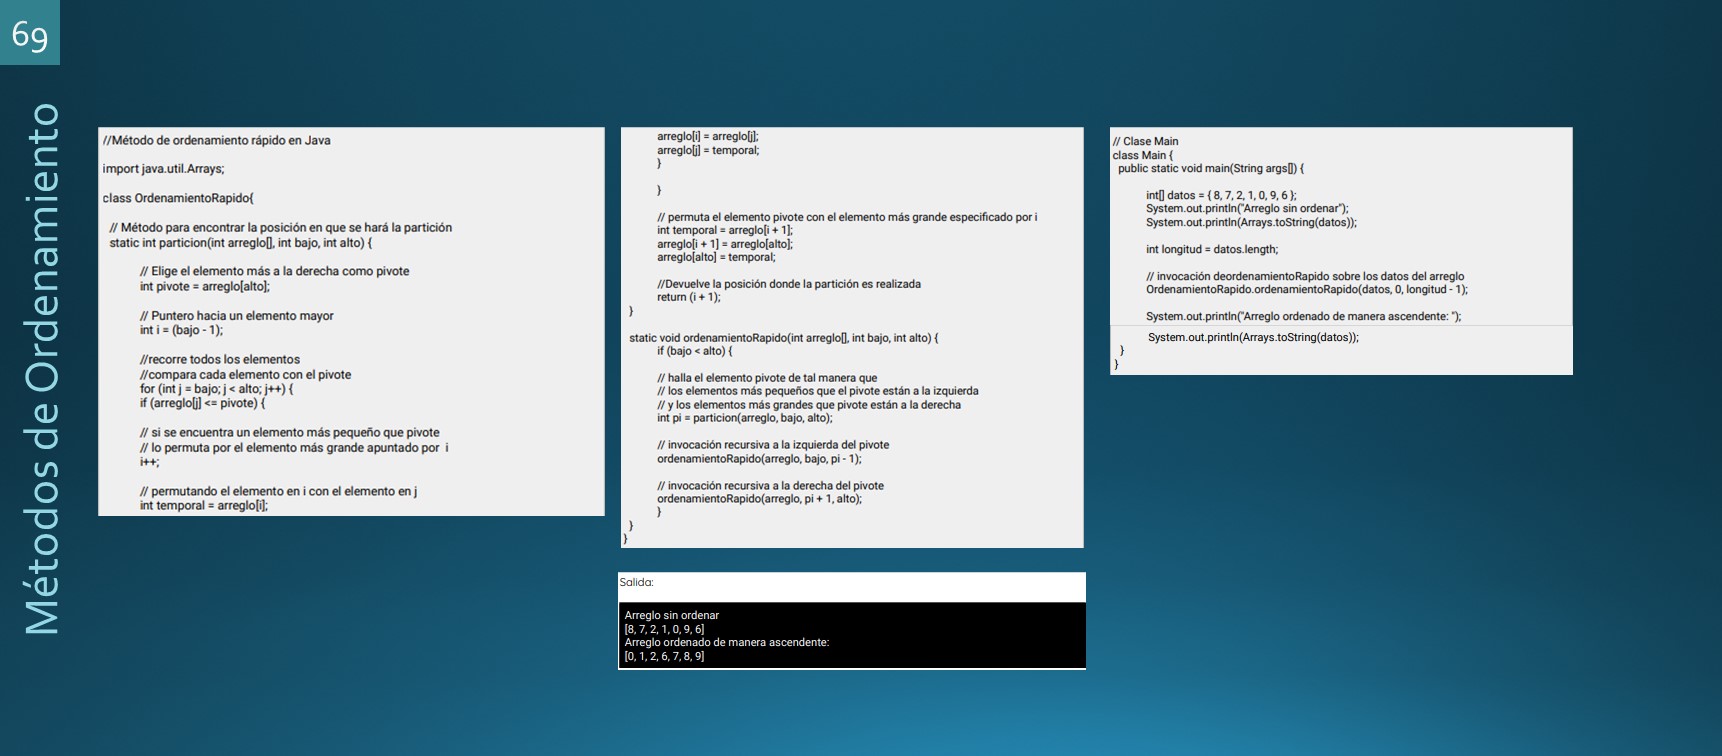 69
Métodos de Ordenamiento
//Método de ordenamiento rápido en Java
import java.util.Arrays;
class OrdenamientoRapido{
// Método para encontrar la posición en que se hará la partición
static int particion(int arreglo[], int bajo, int alto) {
// Elige el elemento más a la derecha como pivote
int pivote = arreglo[alto];
// Puntero hacia un elemento mayor
int i = (bajo - 1);
//recorre todos los elementos
//compara cada elemento con el pivote
for (int j = bajo; j < alto; j++) {
if (arreglo[j] <= pivote) {
// si se encuentra un elemento más pequeño que pivote
// lo permuta por el elemento más grande apuntado por i
i++;
// permutando el elemento en i con el elemento en j
int temporal = arreglo[i];
arreglo[i] = arreglo[j];
arreglo[j] = temporal;
}
}
// permuta el elemento pivote con el elemento más grande especificado por i
int temporal = arreglo[i + 1];
arreglo[i + 1] = arreglo[alto];
arreglo[alto] = temporal;
//Devuelve la posición donde la partición es realizada
return (i + 1);
}
static void ordenamientoRapido(int arreglo[], int bajo, int alto) {
if (bajo < alto) {
// halla el elemento pivote de tal manera que
// los elementos más pequeños que el pivote están a la izquierda
// y los elementos más grandes que pivote están a la derecha
int pi = particion(arreglo, bajo, alto);
// invocación recursiva a la izquierda del pivote
ordenamientoRapido(arreglo, bajo, pi - 1);
// invocación recursiva a la derecha del pivote
ordenamientoRapido(arreglo, pi + 1, alto);
}
}
}
Salida:
Arreglo sin ordenar
[8, 7, 2, 1, 0, 9, 6]
Arreglo ordenado de manera ascendente:
[0, 1, 2, 6, 7, 8, 9]
// Clase Main
class Main {
public static void main(String args[]) {
int[] datos = { 8, 7, 2, 1, 0, 9, 6 };
System.out.println("Arreglo sin ordenar");
System.out.println(Arrays.toString(datos));
int longitud = datos.length;
// invocación deordenamientoRapido sobre los datos del arreglo
OrdenamientoRapido.ordenamientoRapido(datos, 0, longitud - 1);
System.out.println("Arreglo ordenado de manera ascendente: ");
System.out.println(Arrays.toString(datos));
}
}